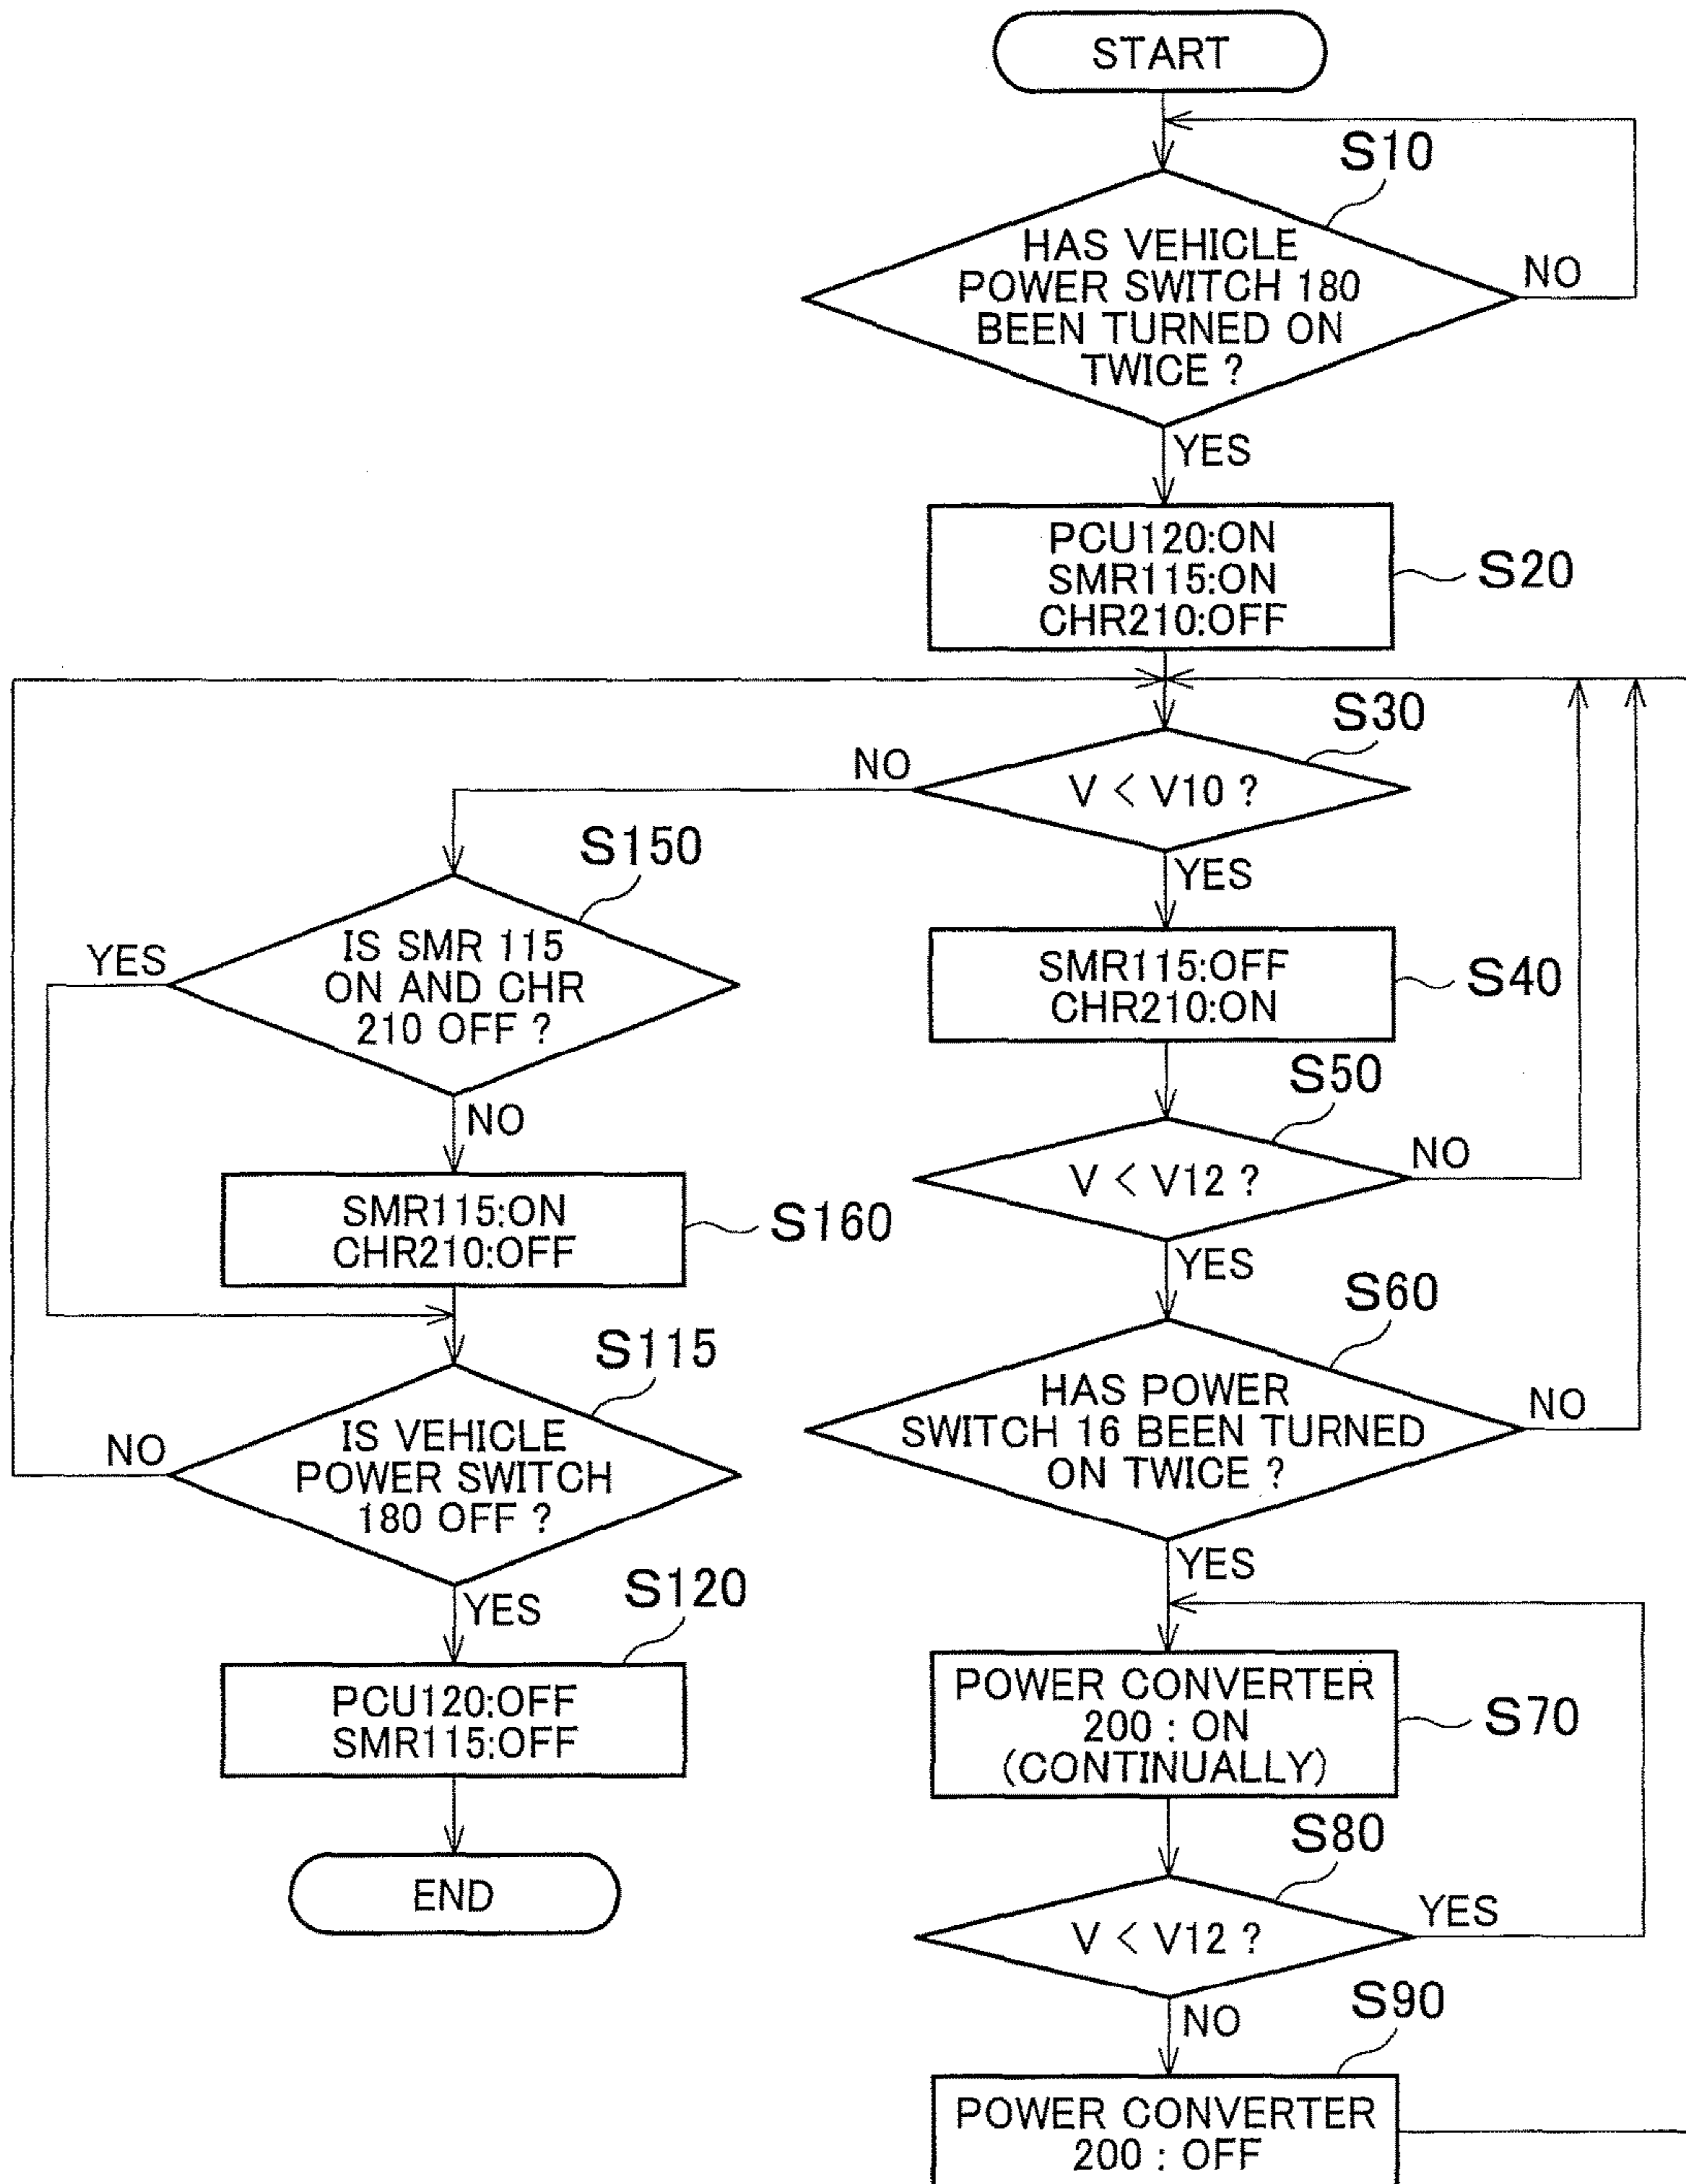 START
S10
HAS VEHICLE
POWER SWITCH 180
BEEN TURNED ON
TWICE ?
NO
YES
PCU120:ON
SMR115:ON
CHR210:OFF
S20
S30
V < V10 ?
NO
YES
S150
IS SMR 115
ON AND CHR
210 OFF ?
YES
NO
SMR115:OFF
CHR210:ON
S40
S50
V < V12 ?
NO
YES
SMR115:ON
CHR210:OFF
S160
S60
HAS POWER
SWITCH 16 BEEN TURNED
ON TWICE ?
NO
YES
S115
IS VEHICLE
POWER SWITCH
180 OFF ?
NO
YES
S120
PCU120:OFF
SMR115:OFF
END
POWER CONVERTER
200 : ON
(CONTINUALLY)
S70
S80
V < V12 ?
YES
NO
S90
POWER CONVERTER
200 : OFF